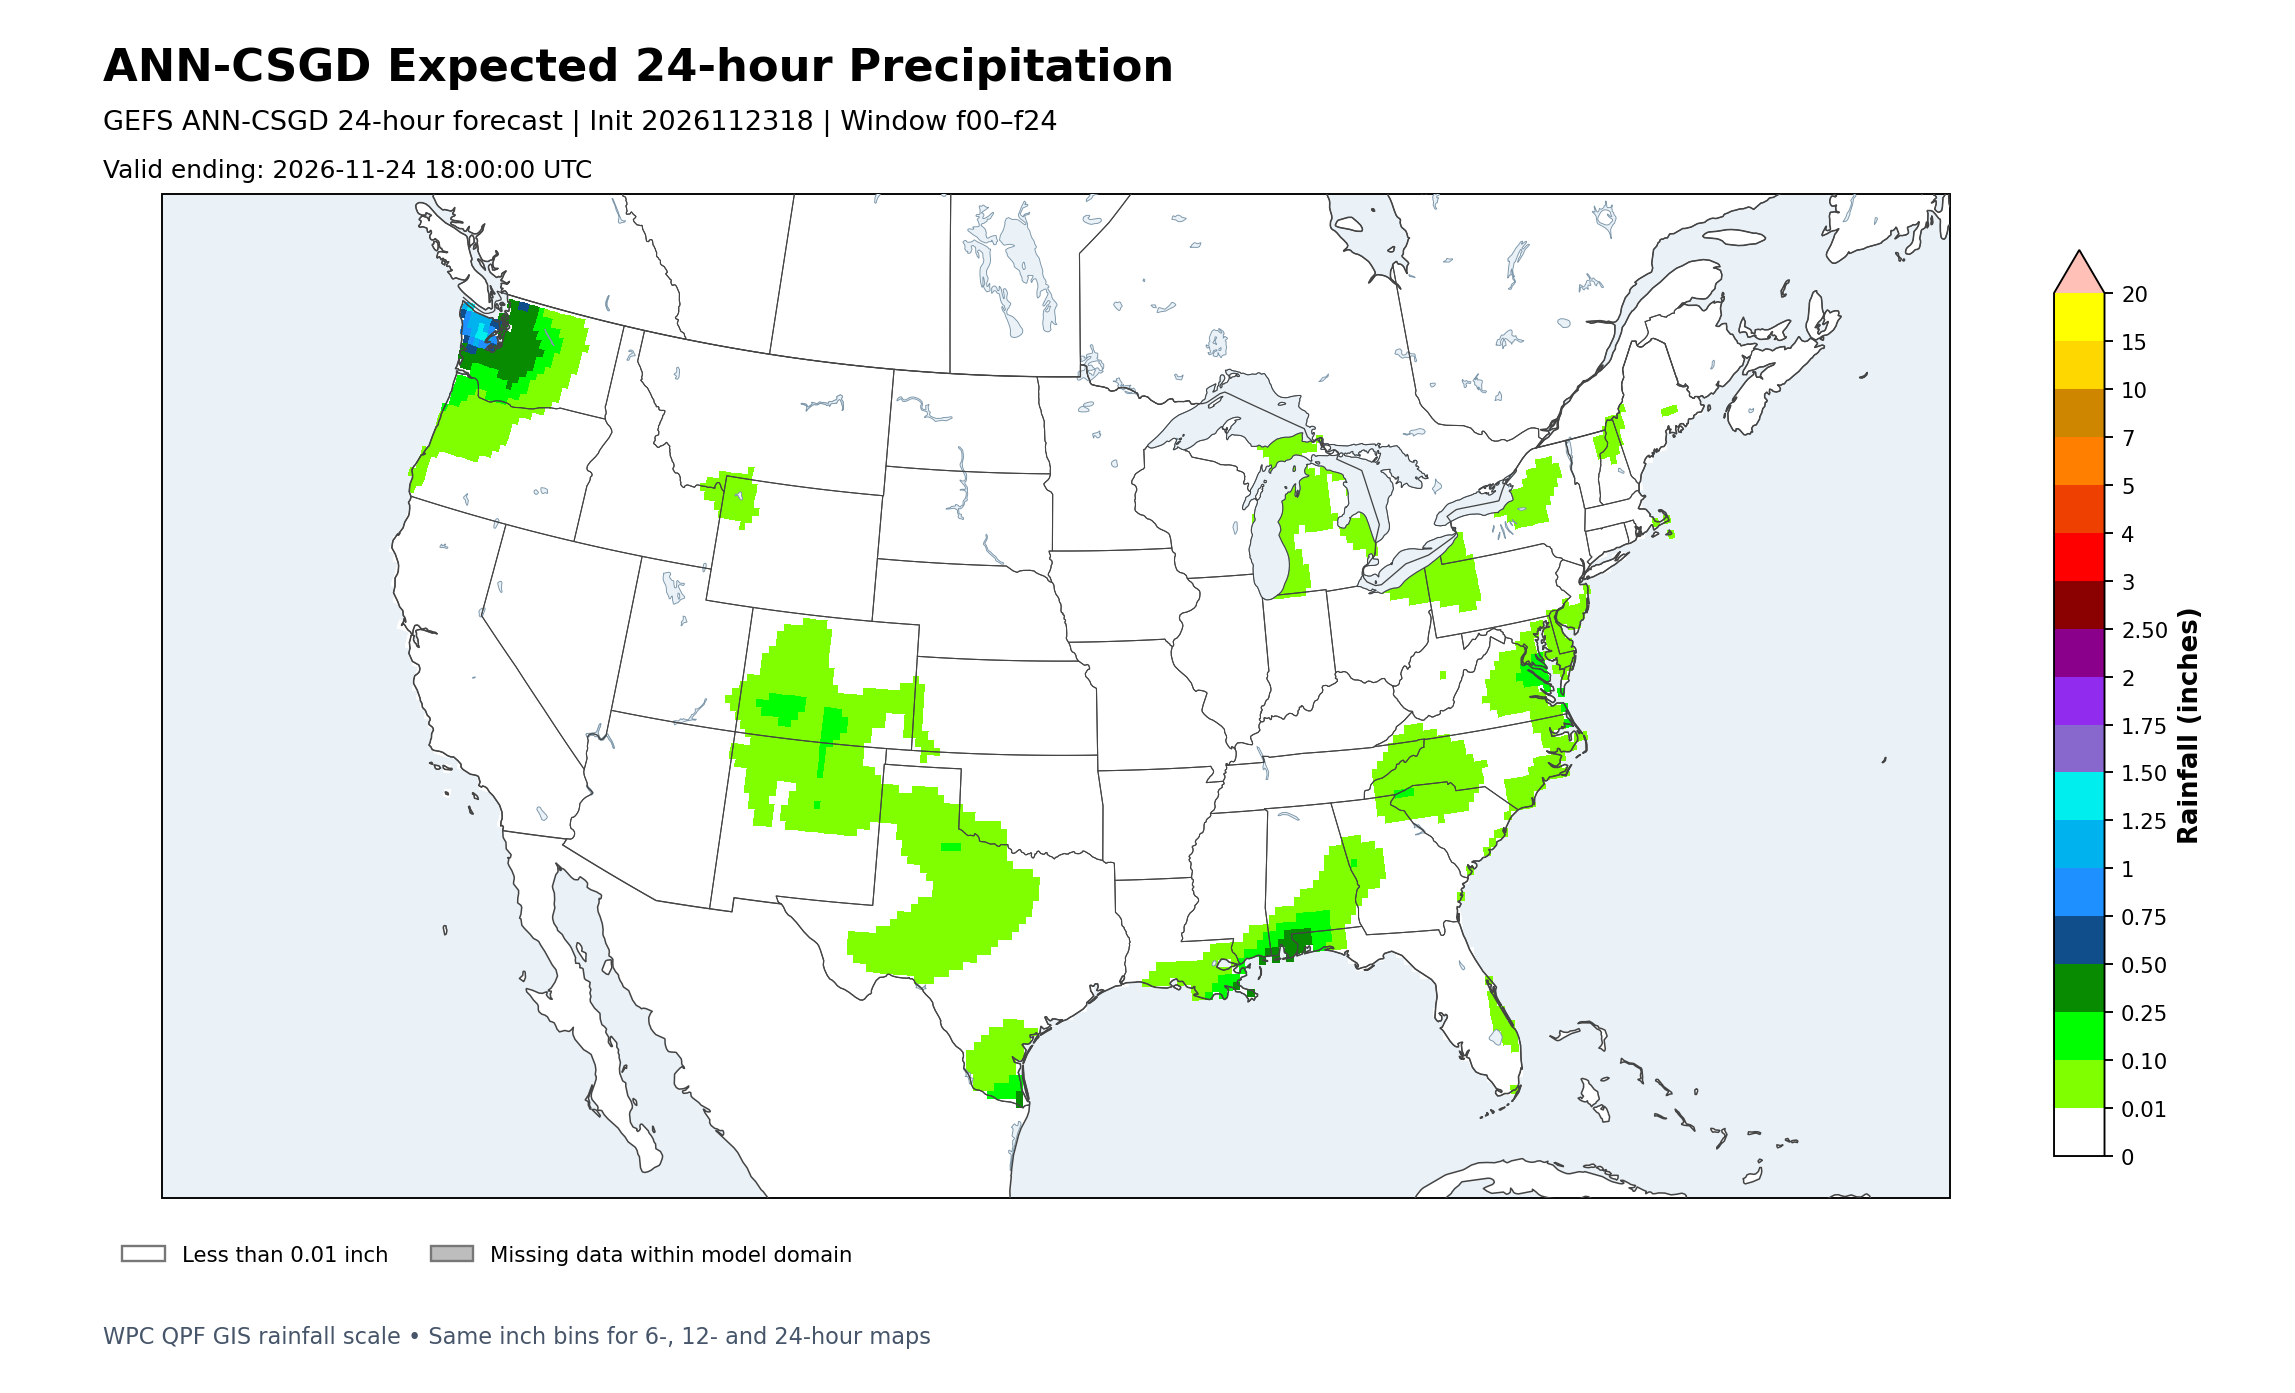 ANN-CSGD Expected 24-hour Precipitation
GEFS ANN-CSGD 24-hour forecast | Init 2026112318 | Window f00–f24
Valid ending: 2026-11-24 18:00:00 UTC
20
15
10
7
5
4
3
2.50
2
1.75
1.50
1.25
1
0.75
0.50
0.25
0.10
0.01
0
Rainfall (inches)
Less than 0.01 inch
Missing data within model domain
WPC QPF GIS rainfall scale • Same inch bins for 6-, 12- and 24-hour maps